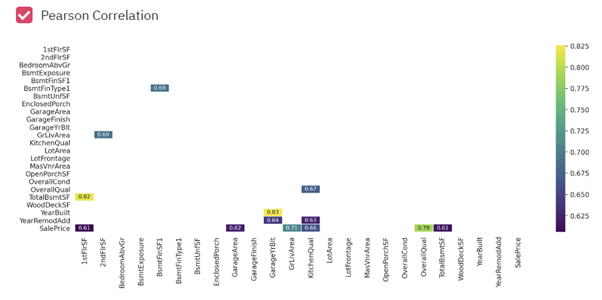 Pearson Correlation
1stFlrSF
2ndFlrSF
BedroomAbvGr
BsmtExposure
BsmtFinSF1
BsmtFinType1 0.69
BsmtUnfSF
EnclosedPorch
GarageArea
GarageFinish
GarageYrBlt
GrLivArea 0.69
KitchenQual
LotArea
LotFrontage
MasVnrArea
OpenPorchSF
OverallCond
OverallQual 0.67
TotalBsmtSF 0.82
WoodDeckSF
YearBuilt 0.83
YearRemodAdd 0.64 0.63
SalePrice 0.61 0.62 0.71 0.66 0.79 0.61
1stFlrSF
2ndFlrSF
BedroomAbvGr
BsmtExposure
BsmtFinSF1
BsmtFinType1
BsmtUnfSF
EnclosedPorch
GarageArea
GarageFinish
GarageYrBlt
GrLivArea
KitchenQual
LotArea
LotFrontage
MasVnrArea
OpenPorchSF
OverallCond
OverallQual
TotalBsmtSF
WoodDeckSF
YearBuilt
YearRemodAdd
SalePrice
0.825
0.800
0.775
0.750
0.725
0.700
0.675
0.650
0.625